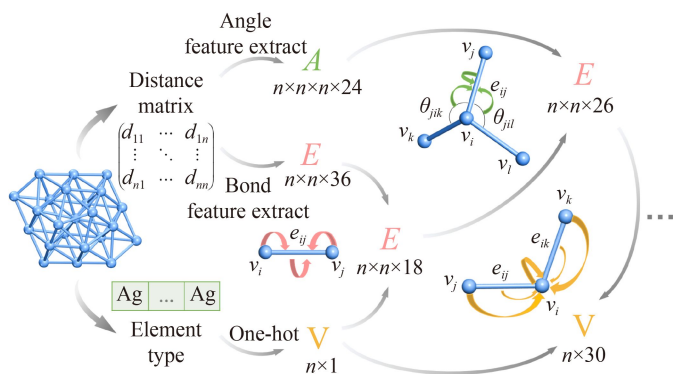 Angle
feature extract
A
n×n×n×24
Distance
matrix
d11 ⋯ d1n
⋮ ⋱ ⋮
dn1 ⋯ dnn
E
n×n×36
Bond
feature extract
eij
vi vj
E
n×n×18
vj
eij
θjik θjil
vk vi
vl
E
n×n×26
vk
eik
vj eij
vi
...
Ag ... Ag
Element
type
One-hot
V
n×1
V
n×30